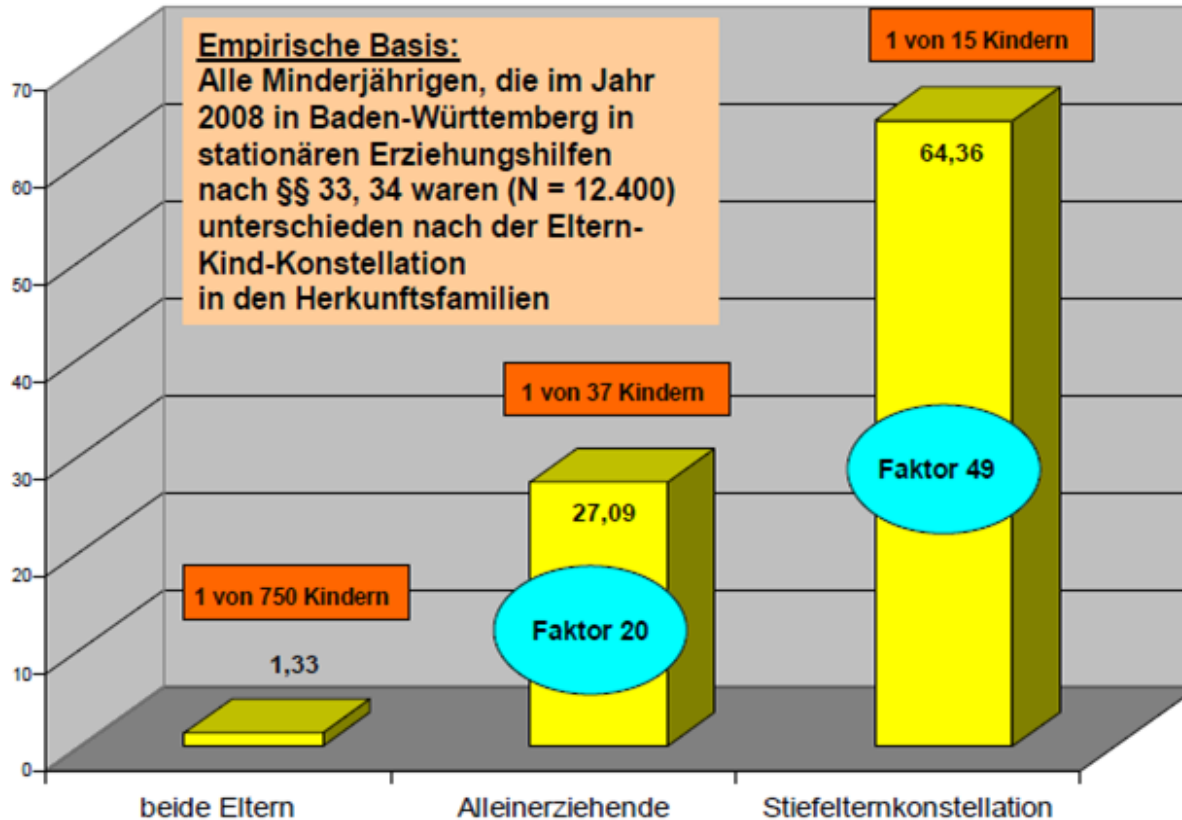 1 von 15 Kindern
Empirische Basis:
Alle Minderjährigen, die im Jahr
2008 in Baden-Württemberg in
stationären Erziehungshilfen
nach §§ 33, 34 waren (N = 12.400)
unterschieden nach der Eltern-
Kind-Konstellation
in den Herkunftsfamilien
70
60
50
40
30
20
10
0
64,36
Faktor 49
1 von 37 Kindern
27,09
Faktor 20
1 von 750 Kindern
1,33
beide Eltern
Alleinerziehende
Stiefelternkonstellation